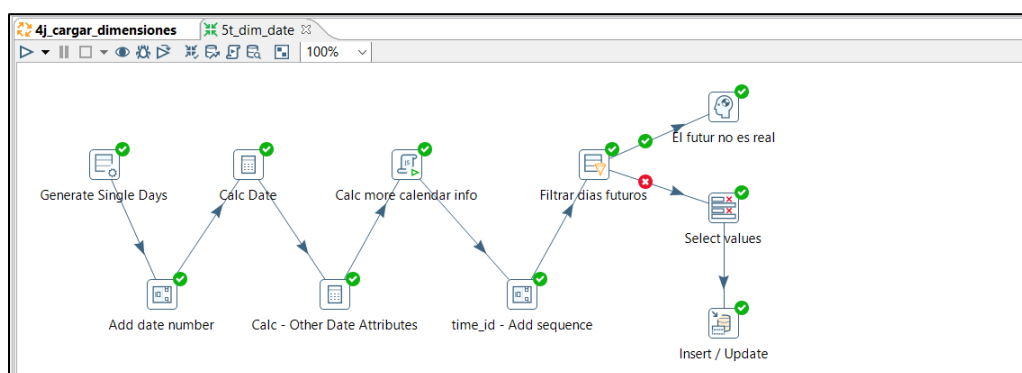 4j_cargar_dimensiones
5t_dim_date
100%
El futur no es real
Generate Single Days
Calc Date
Calc more calendar info
Filtrar dias futuros
Select values
Add date number
Calc - Other Date Attributes
time_id - Add sequence
Insert / Update